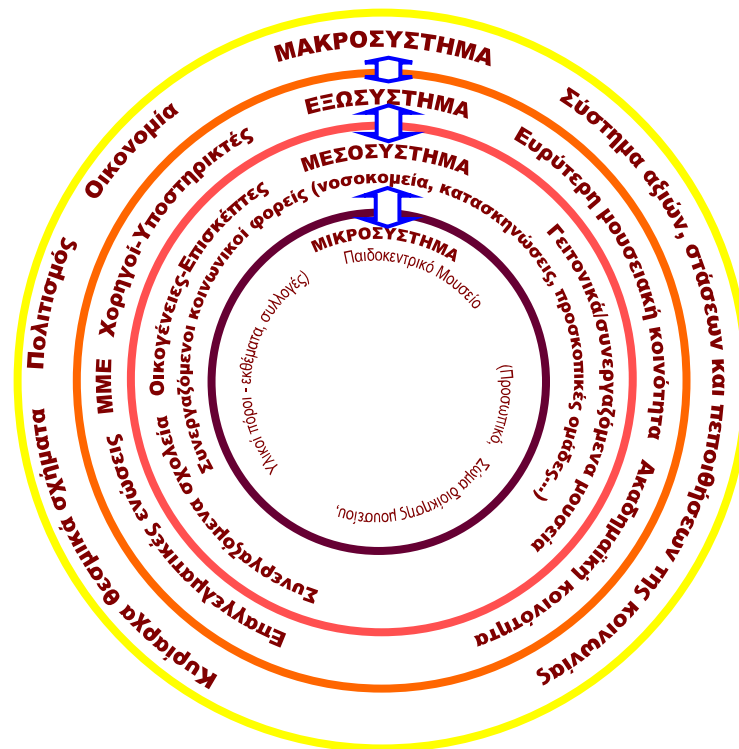 ΜΑΚΡΟΣΥΣΤΗΜΑ
Οικονομία
Πολιτισμός
Κυρίαρχα θεσμικά σχήματα
Σύστημα αξιών, στάσεων και πεποιθήσεων της κοινωνίας
ΕΞΩΣΥΣΤΗΜΑ
Χορηγοί-Υποστηρικτές
ΜΜΕ
Επαγγελματικές ενώσεις
Ευρύτερη μουσειακή κοινότητα
Ακαδημαϊκή κοινότητα
ΜΕΣΟΣΥΣΤΗΜΑ
Οικογένειες-Επισκέπτες
Συνεργαζόμενα σχολεία
Γειτονικά/συνεργαζόμενα μουσεία
Συνεργαζόμενοι κοινωνικοί φορείς (νοσοκομεία, κατασκηνώσεις, προσκοπικές ομάδες...)
ΜΙΚΡΟΣΥΣΤΗΜΑ
Παιδοκεντρικό Μουσείο
(Προσωπικό, Σώμα διοίκησης μουσείου,
Υλικοί πόροι - εκθέματα, συλλογές)